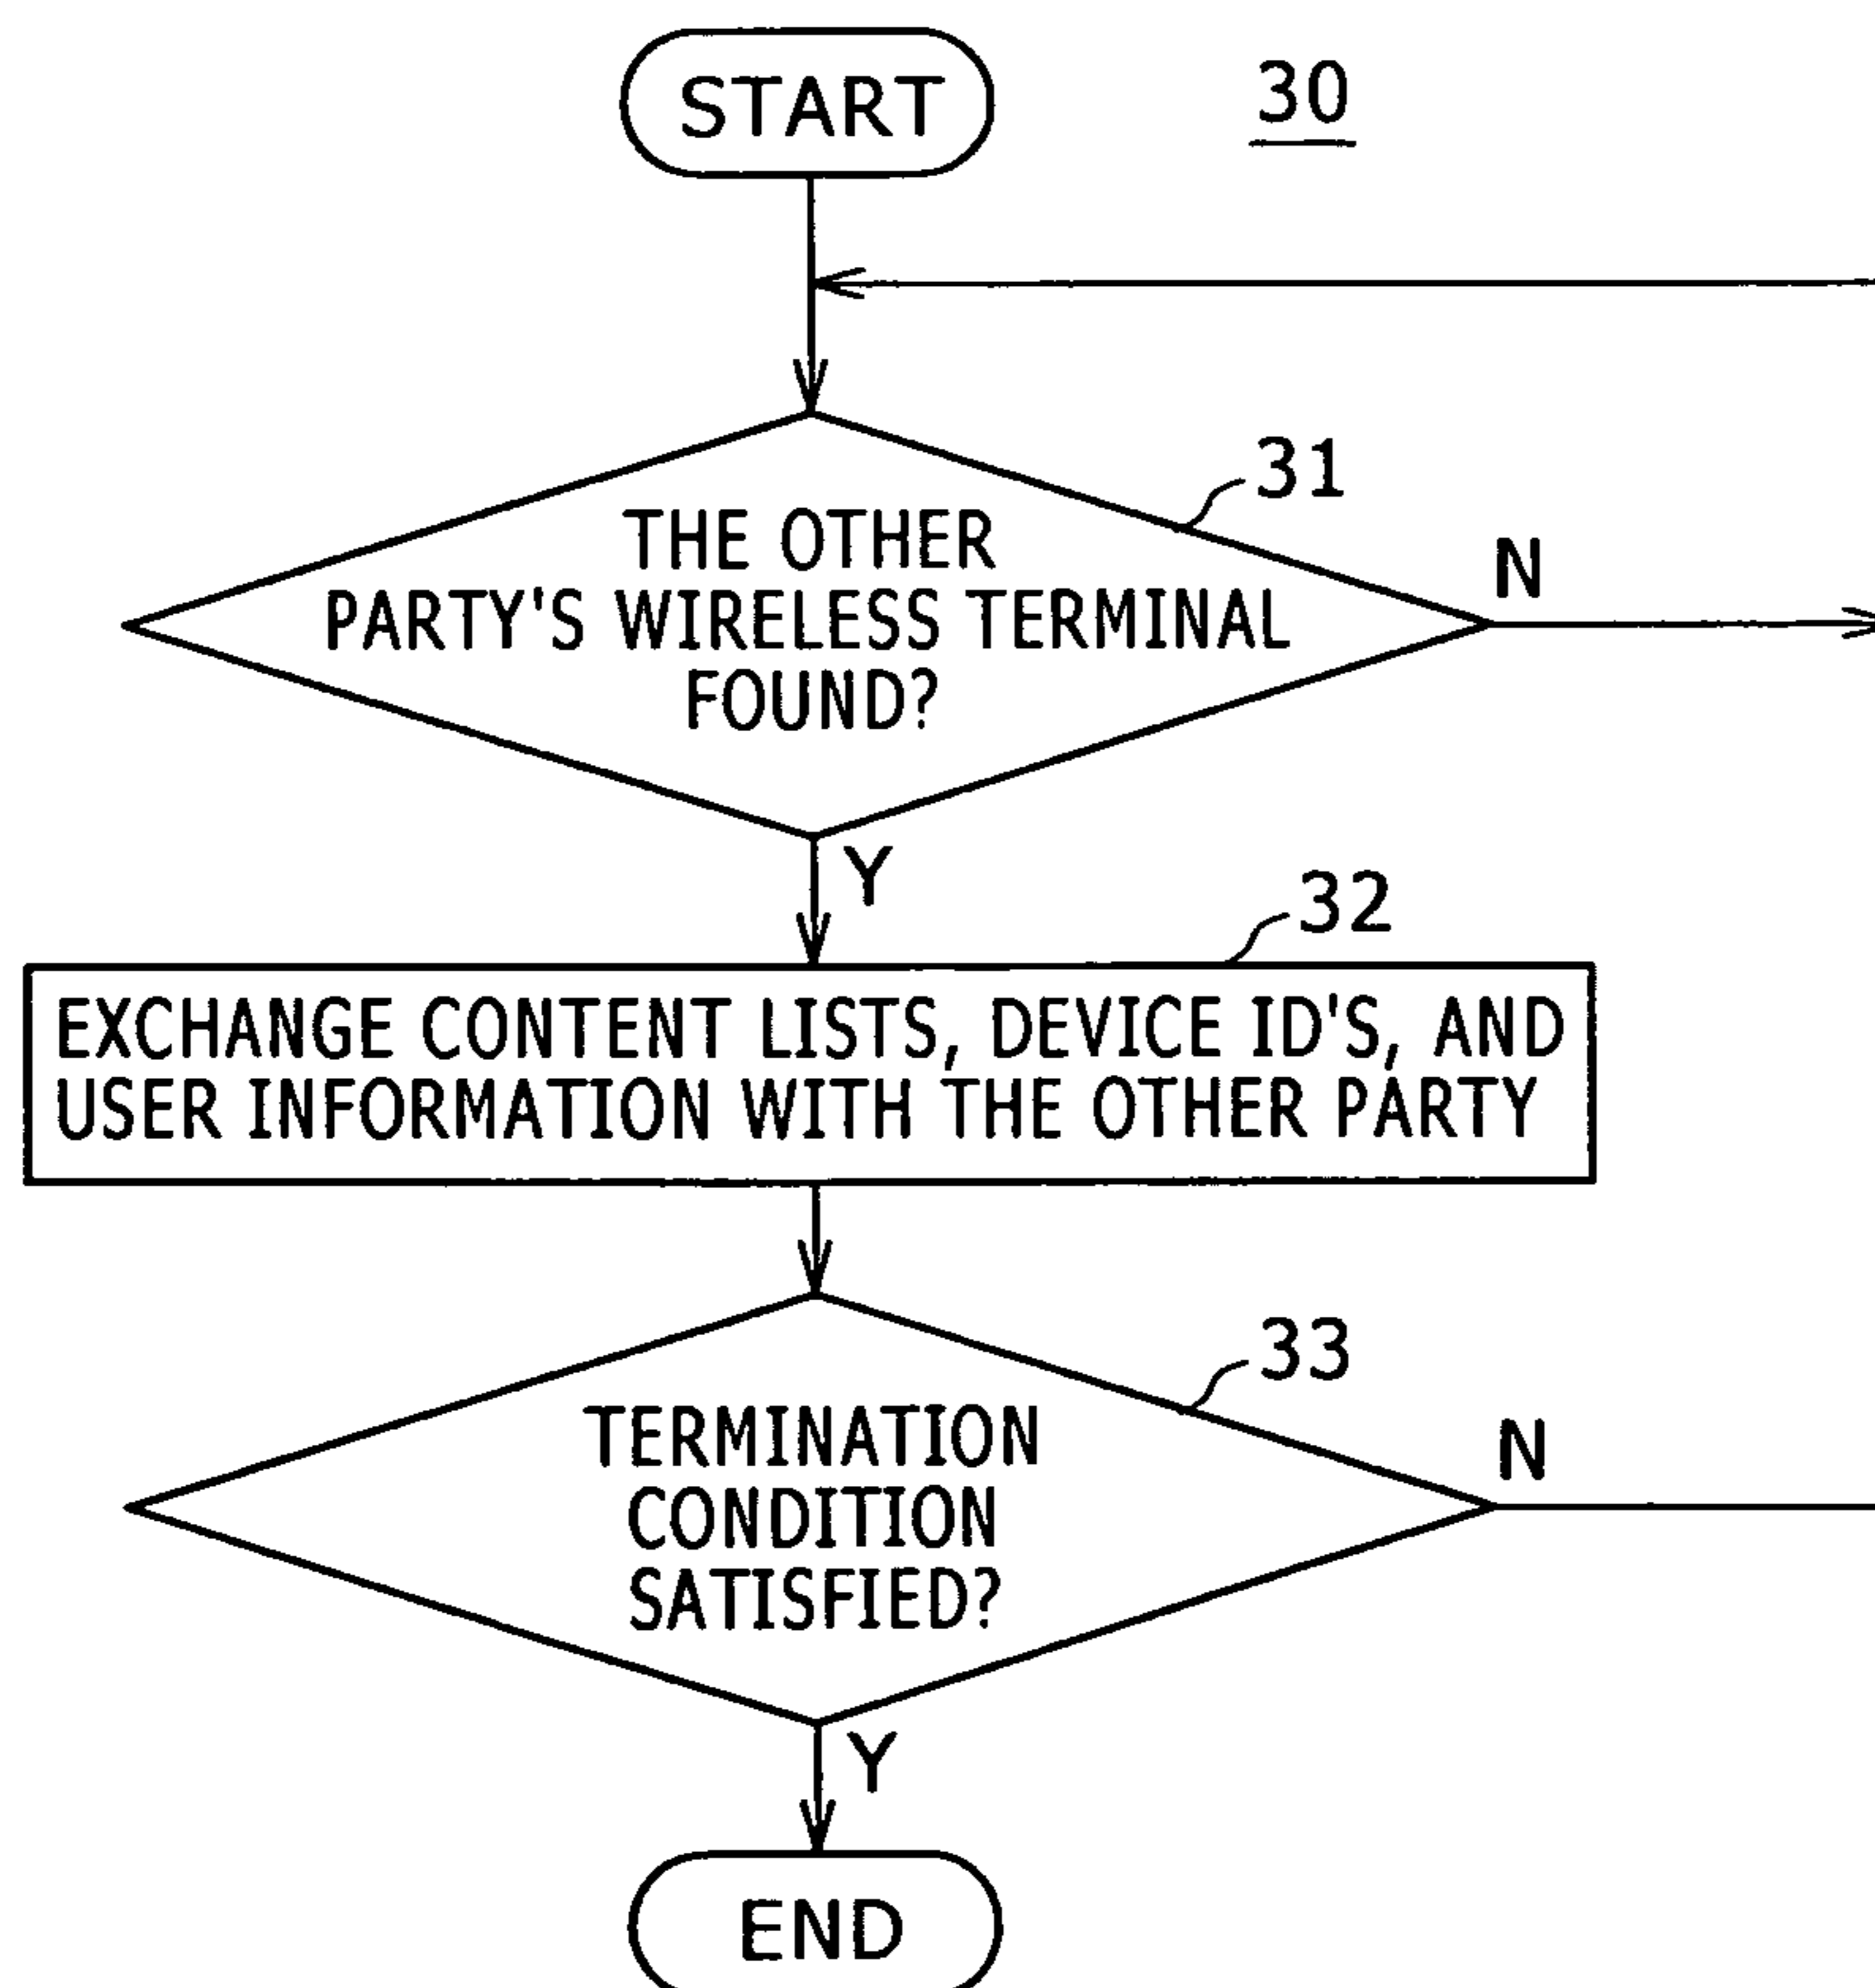 START
30
31
THE OTHER
PARTY'S WIRELESS TERMINAL
FOUND?
N
Y
32
EXCHANGE CONTENT LISTS, DEVICE ID'S, AND
USER INFORMATION WITH THE OTHER PARTY
33
TERMINATION
CONDITION
SATISFIED?
N
Y
END